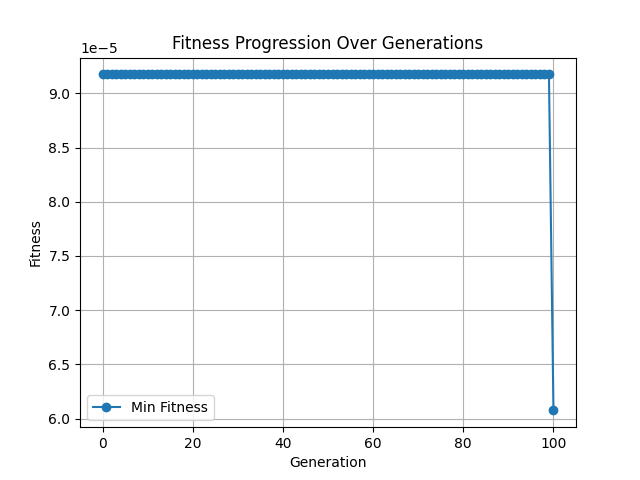 Fitness Progression Over Generations
1e−5
9.0
8.5
8.0
7.5
7.0
6.5
6.0
Fitness
Min Fitness
0 20 40 60 80 100
Generation